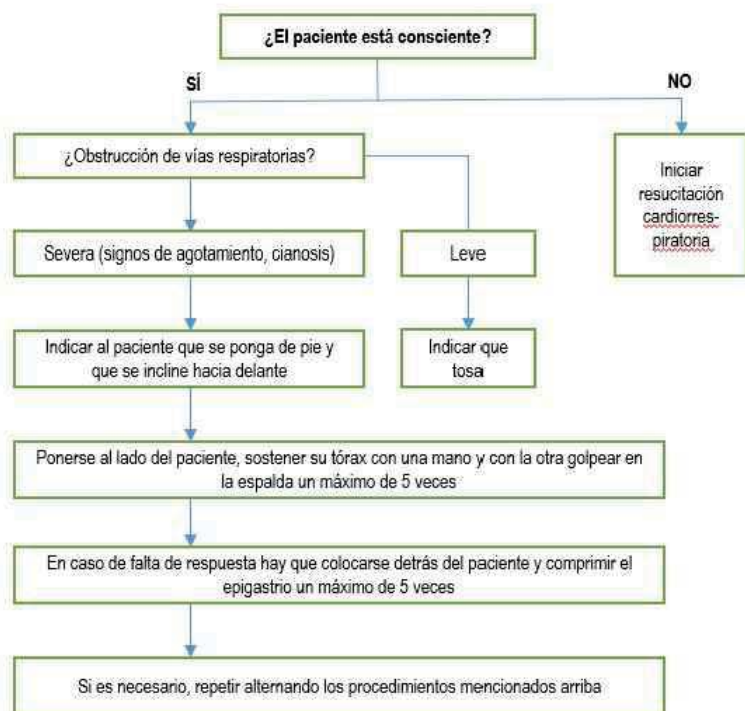 ¿El paciente está consciente?
SÍ
NO
¿Obstrucción de vías respiratorias?
Iniciar
resucitación
cardiorres-
piratoria
Severa (signos de agotamiento, cianosis)
Leve
Indicar al paciente que se ponga de pie y
que se incline hacia delante
Indicar que
tosa
Ponerse al lado del paciente, sostener su tórax con una mano y con la otra golpear en
la espalda un máximo de 5 veces
En caso de falta de respuesta hay que colocarse detrás del paciente y comprimir el
epigastrio un máximo de 5 veces
Si es necesario, repetir alternando los procedimientos mencionados arriba